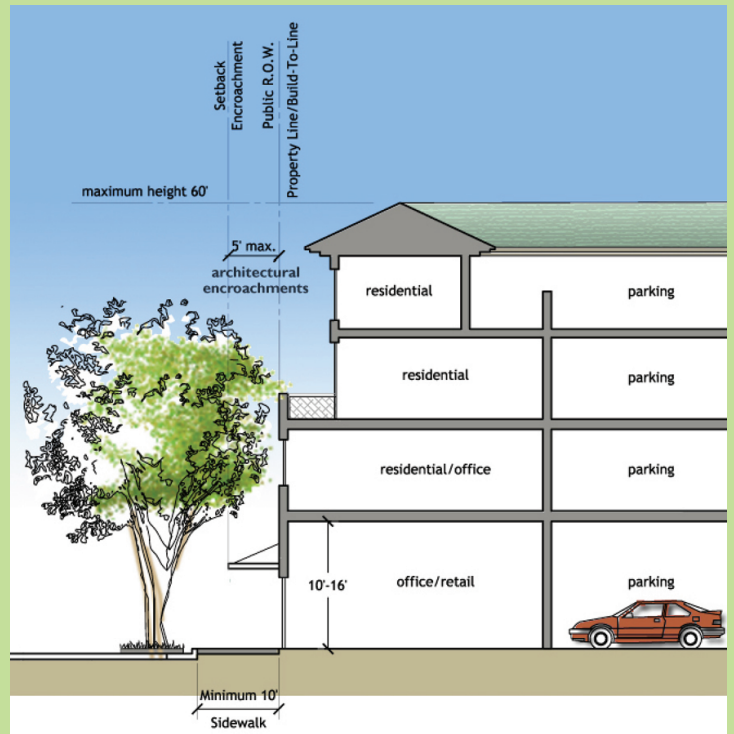 Setback
Encroachment
Public R.O.W.
Property Line/Build-To-Line
maximum height 60'
5' max.
architectural
encroachments
residential
parking
residential
parking
residential/office
parking
10'-16'
office/retail
parking
Minimum 10'
Sidewalk